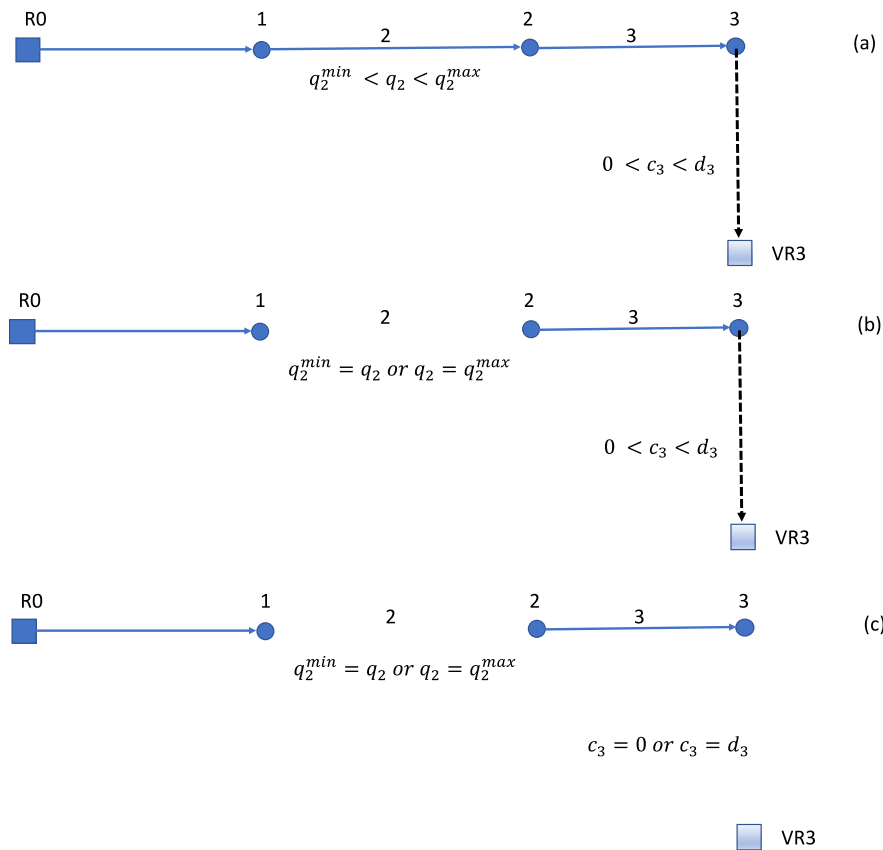 R0 1 2 2 3 3 (a)
q_2^{min} < q_2 < q_2^{max}
0 < c_3 < d_3
VR3
R0 1 2 2 3 3 (b)
q_2^{min} = q_2 or q_2 = q_2^{max}
0 < c_3 < d_3
VR3
R0 1 2 2 3 3 (c)
q_2^{min} = q_2 or q_2 = q_2^{max}
c_3 = 0 or c_3 = d_3
VR3